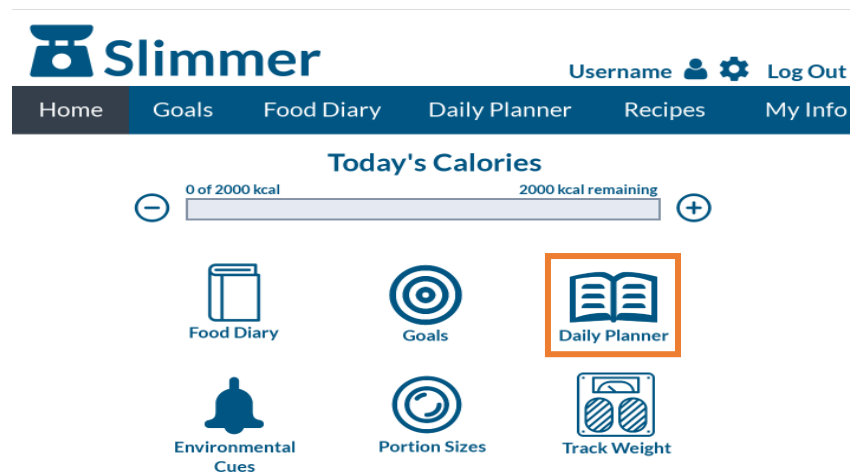 Slimmer
Username Log Out
Home Goals Food Diary Daily Planner Recipes My Info
Today's Calories
0 of 2000 kcal 2000 kcal remaining
Food Diary Goals Daily Planner
Environmental Portion Sizes Track Weight
Cues